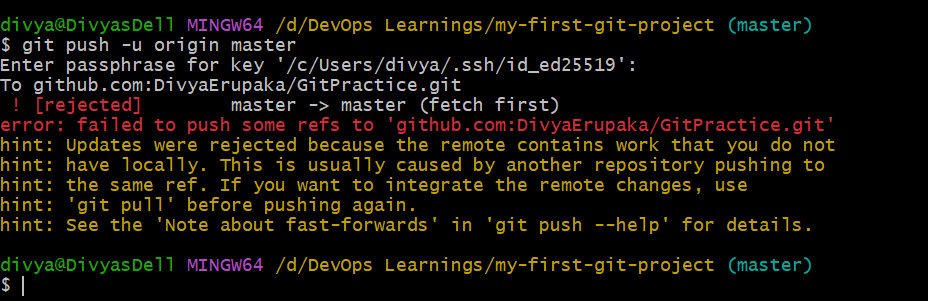 divya@DivyasDell MINGW64 /d/DevOps Learnings/my-first-git-project (master)
$ git push -u origin master
Enter passphrase for key '/c/Users/divya/.ssh/id_ed25519':
To github.com:DivyaErupaka/GitPractice.git
 ! [rejected]        master -> master (fetch first)
error: failed to push some refs to 'github.com:DivyaErupaka/GitPractice.git'
hint: Updates were rejected because the remote contains work that you do not
hint: have locally. This is usually caused by another repository pushing to
hint: the same ref. If you want to integrate the remote changes, use
hint: 'git pull' before pushing again.
hint: See the 'Note about fast-forwards' in 'git push --help' for details.
divya@DivyasDell MINGW64 /d/DevOps Learnings/my-first-git-project (master)
$